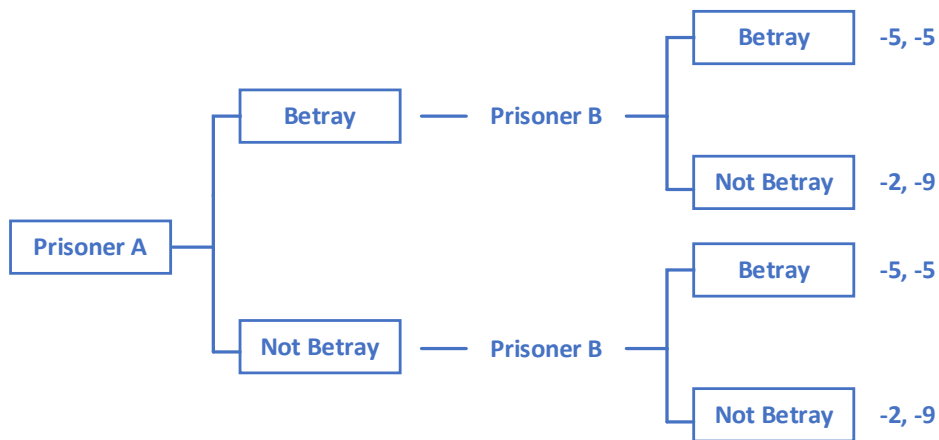 Betray -5, -5
Betray Prisoner B
Not Betray -2, -9
Prisoner A
Betray -5, -5
Not Betray Prisoner B
Not Betray -2, -9